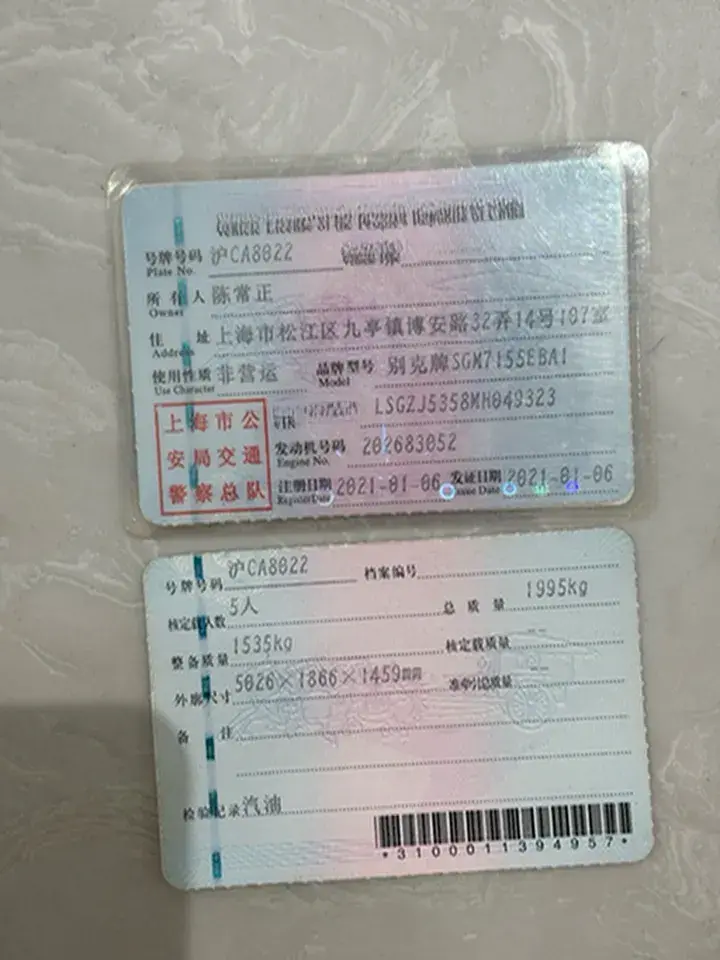 号牌号码 沪CA8022
Plate No.
所有人 陈常正
Owner
住 址 上海市松江区九亭镇博安路32弄14号107室
Address
使用性质 非营运 品牌型号 别克牌SGM7155EBA1
Use Character Model
上海市公
安局交通
警察总队
VIN LSGZJ5358MH049323
发动机号码 202683052
Engine No.
注册日期 2021-01-06 发证日期 2021-01-06
Register Date Issue Date
号牌号码 沪CA8022 档案编号
核定载人数 5人 总质量 1995kg
整备质量 1535kg 核定载质量 --
外廓尺寸 5026×1866×1459mm 准牵引总质量 --
备 注
检验记录 汽油
*3100011394957*